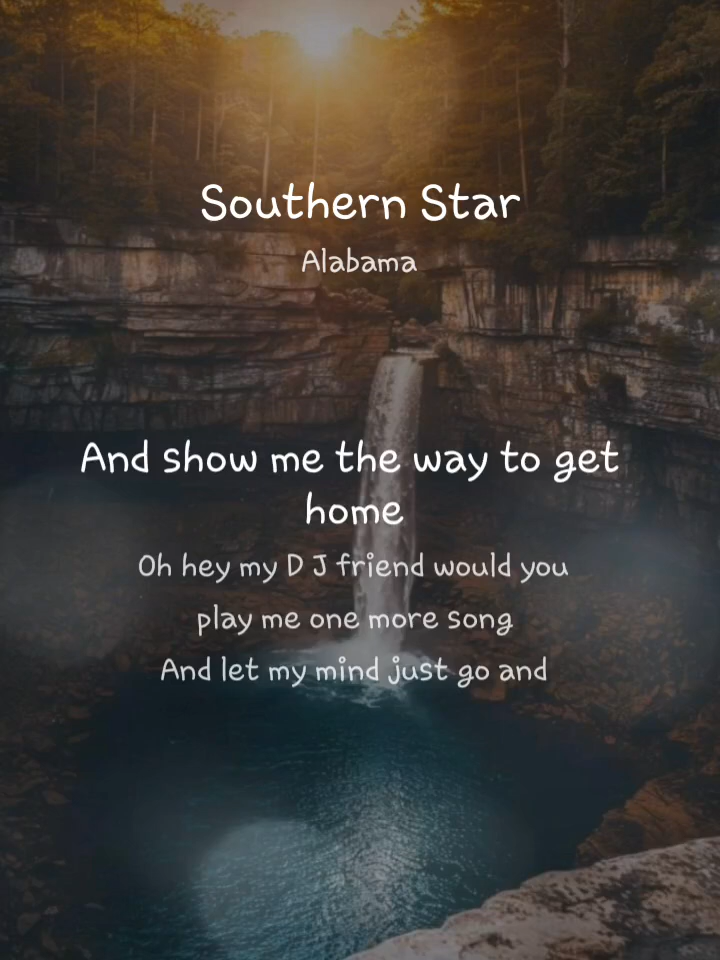 Southern Star
Alabama
And show me the way to get
home
Oh hey my D J friend would you
play me one more song
And let my mind just go and